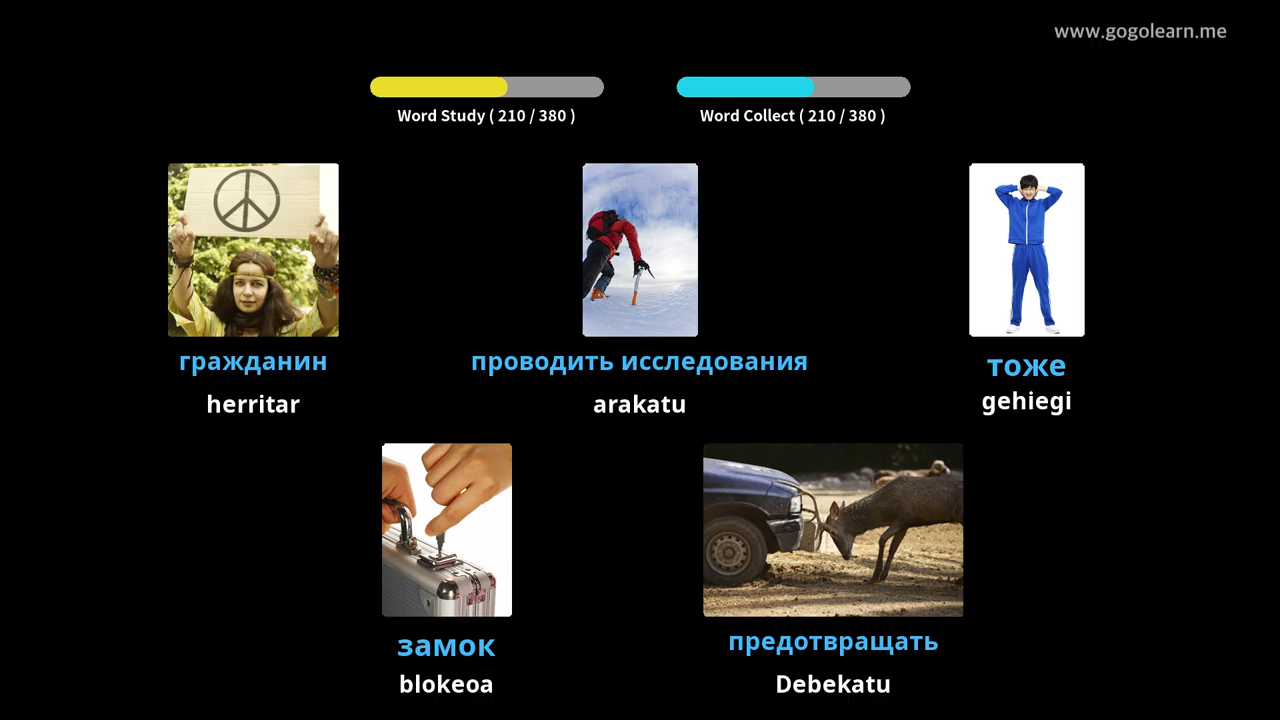 www.gogolearn.me
Word Study ( 210 / 380 )
Word Collect ( 210 / 380 )
гражданин
herritar
проводить исследования
arakatu
тоже
gehiegi
замок
blokeoa
предотвращать
Debekatu